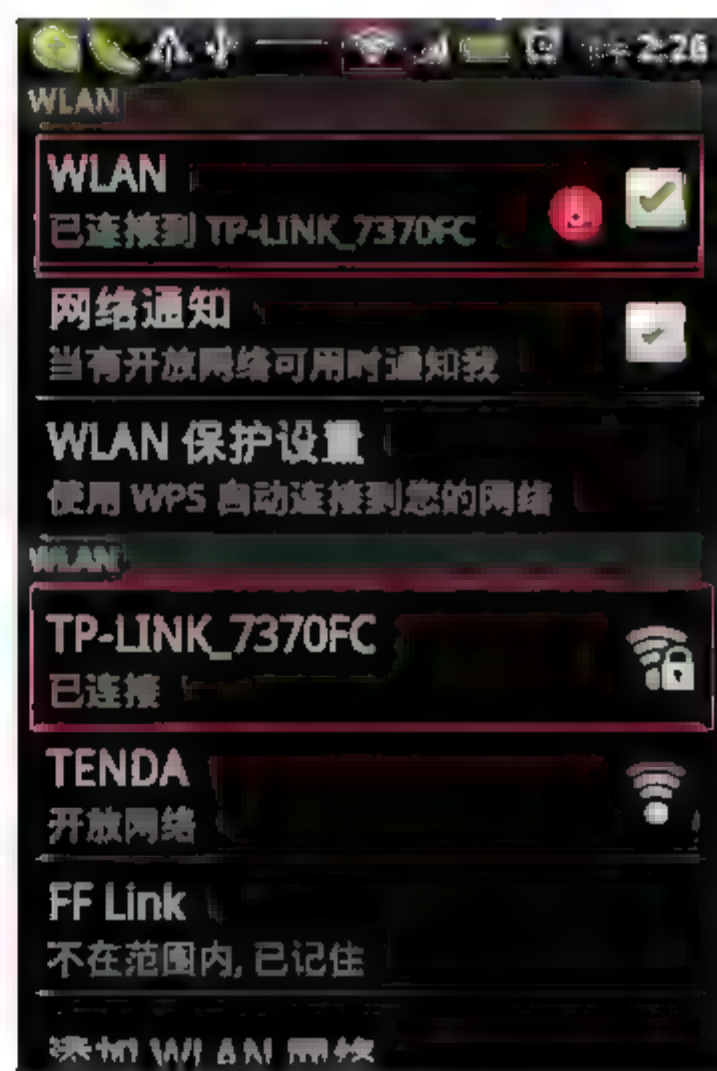 2:26
WLAN
WLAN
已连接到 TP-LINK_7370FC
网络通知
当有开放网络可用时通知我
WLAN 保护设置
使用 WPS 自动连接到您的网络
WLAN
TP-LINK_7370FC
已连接
TENDA
开放网络
FF Link
不在范围内, 已记住
添加 WLAN 网络